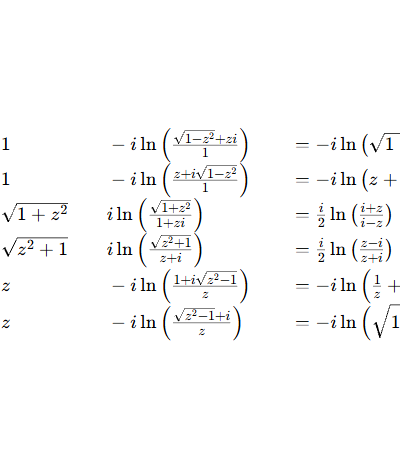 1 −i ln(√(1−z²)+zi / 1) = −i ln(√1
1 −i ln(z+i√(1−z²) / 1) = −i ln(z +
√(1+z²) i ln(√(1+z²) / 1+zi) = i/2 ln(i+z / i−z)
√(z²+1) i ln(√(z²+1) / z+i) = i/2 ln(z−i / z+i)
z −i ln(1+i√(z²−1) / z) = −i ln(1/z +
z −i ln(√(z²−1)+i / z) = −i ln(√1